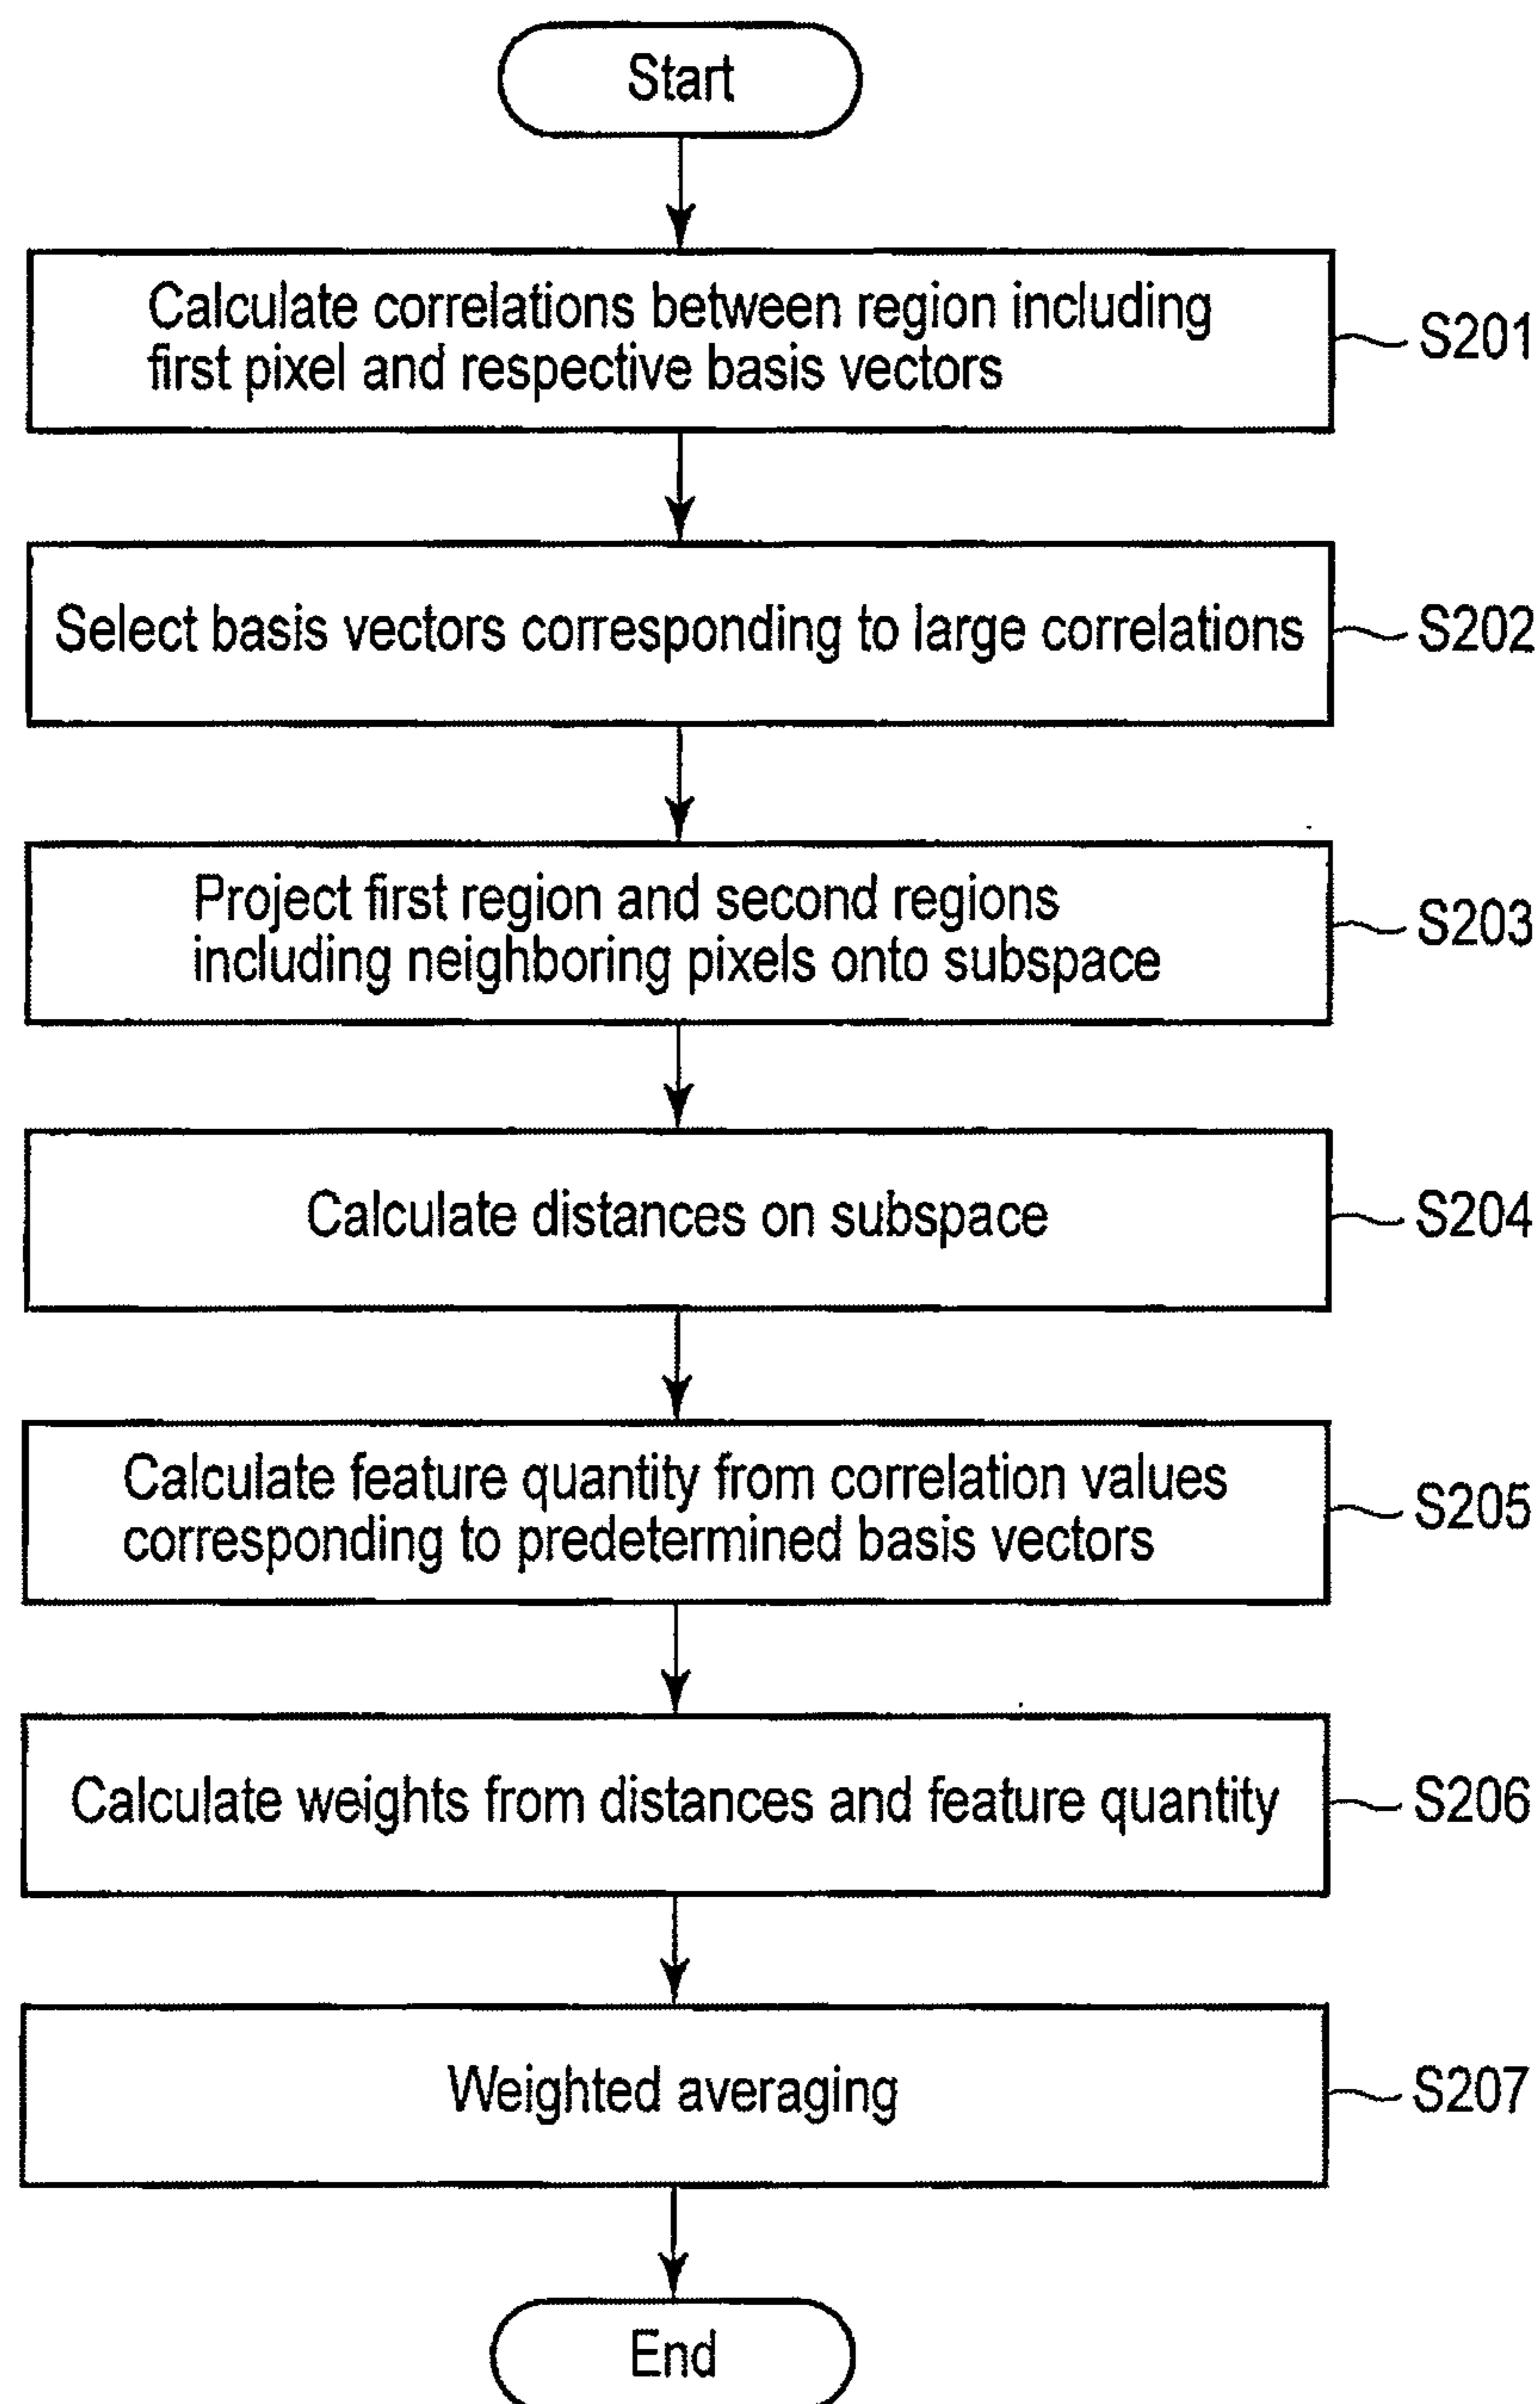 Start
Calculate correlations between region including
first pixel and respective basis vectors
S201
Select basis vectors corresponding to large correlations
S202
Project first region and second regions
including neighboring pixels onto subspace
S203
Calculate distances on subspace
S204
Calculate feature quantity from correlation values
corresponding to predetermined basis vectors
S205
Calculate weights from distances and feature quantity
S206
Weighted averaging
S207
End